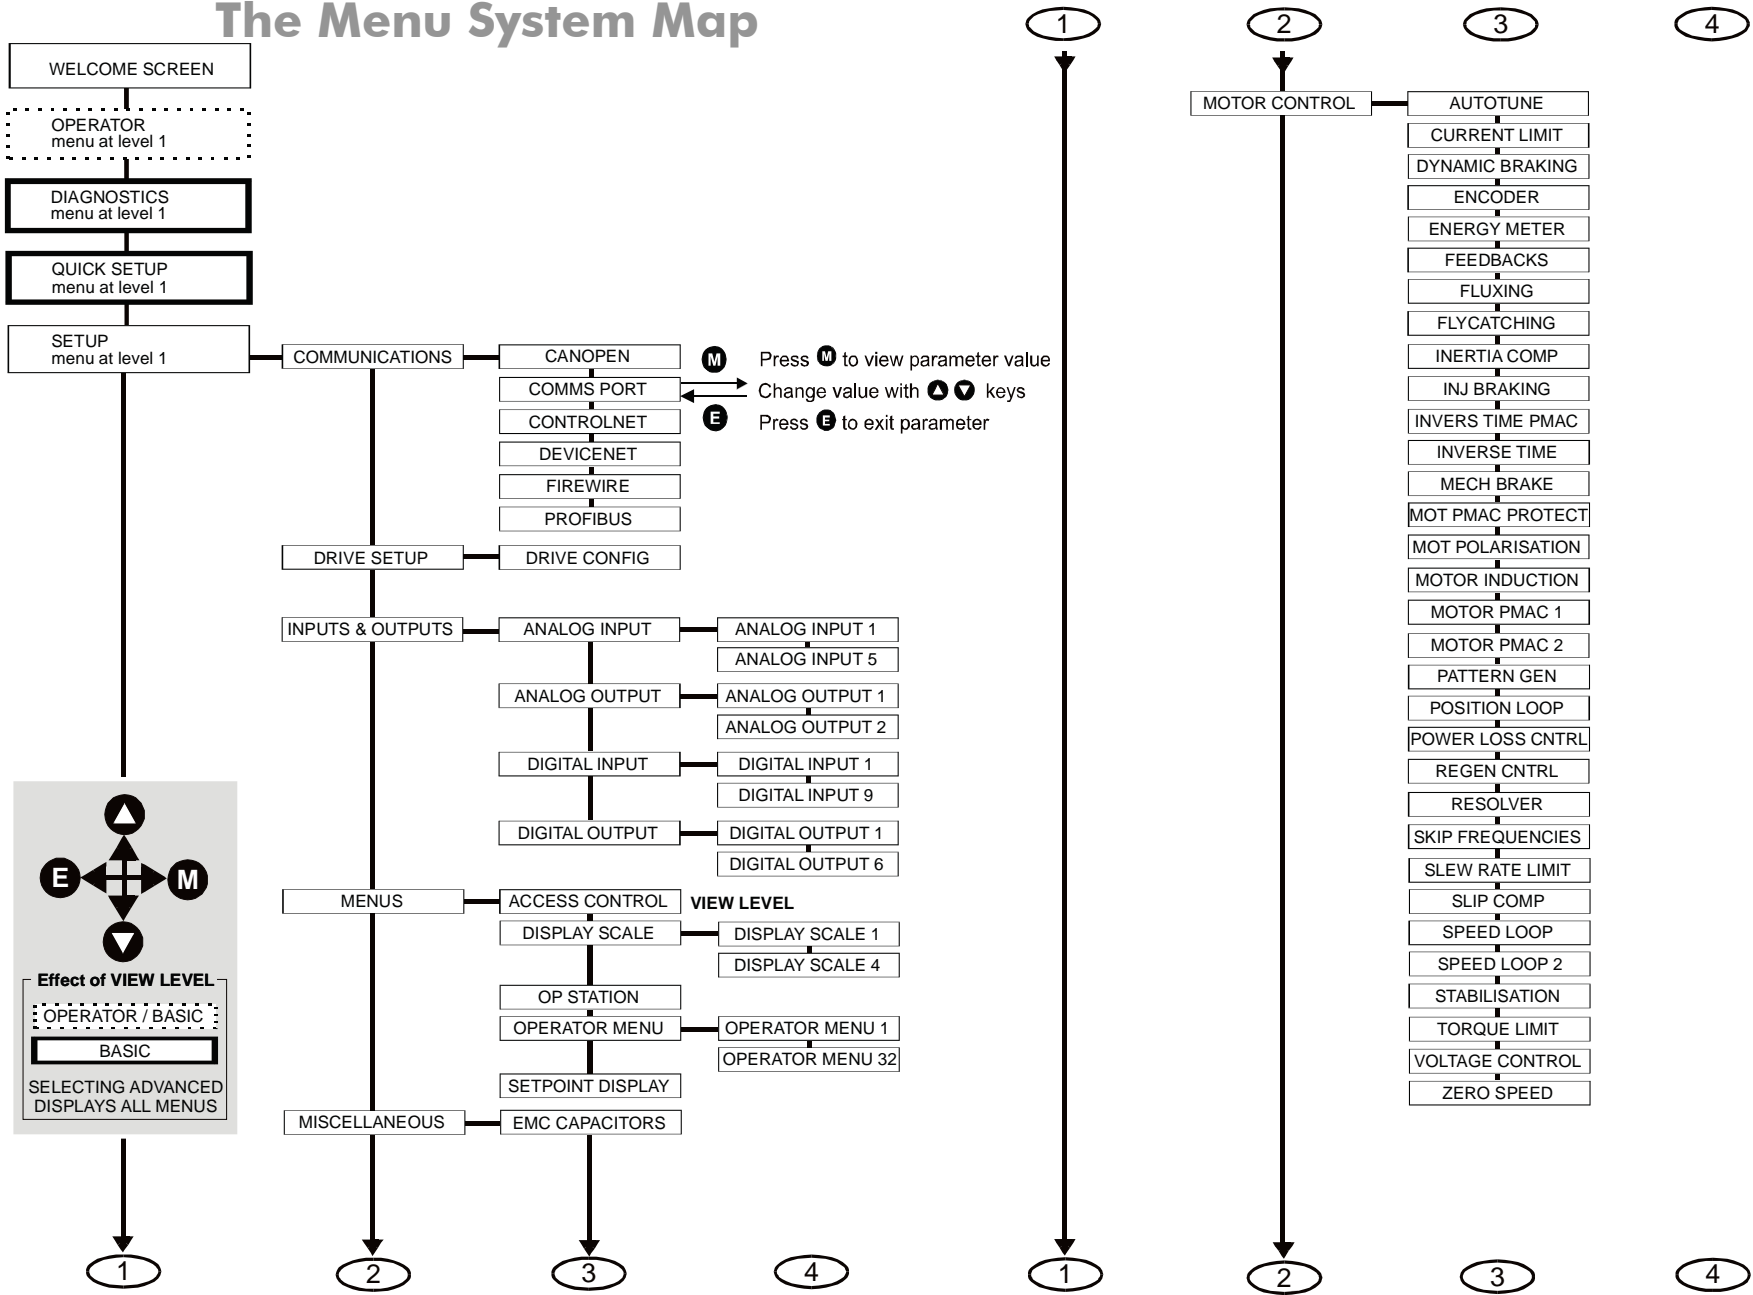 The Menu System Map
WELCOME SCREEN
OPERATOR
menu at level 1
DIAGNOSTICS
menu at level 1
QUICK SETUP
menu at level 1
SETUP
menu at level 1
E
M
Effect of VIEW LEVEL
OPERATOR / BASIC
BASIC
SELECTING ADVANCED
DISPLAYS ALL MENUS
1
COMMUNICATIONS
CANOPEN
COMMS PORT
CONTROLNET
DEVICENET
FIREWIRE
PROFIBUS
M
Press M to view parameter value
Change value with keys
E
Press E to exit parameter
DRIVE SETUP
DRIVE CONFIG
INPUTS & OUTPUTS
ANALOG INPUT
ANALOG INPUT 1
ANALOG INPUT 5
ANALOG OUTPUT
ANALOG OUTPUT 1
ANALOG OUTPUT 2
DIGITAL INPUT
DIGITAL INPUT 1
DIGITAL INPUT 9
DIGITAL OUTPUT
DIGITAL OUTPUT 1
DIGITAL OUTPUT 6
MENUS
ACCESS CONTROL
VIEW LEVEL
DISPLAY SCALE
DISPLAY SCALE 1
DISPLAY SCALE 4
OP STATION
OPERATOR MENU
OPERATOR MENU 1
OPERATOR MENU 32
SETPOINT DISPLAY
MISCELLANEOUS
EMC CAPACITORS
2
3
4
1
2
3
4
MOTOR CONTROL
AUTOTUNE
CURRENT LIMIT
DYNAMIC BRAKING
ENCODER
ENERGY METER
FEEDBACKS
FLUXING
FLYCATCHING
INERTIA COMP
INJ BRAKING
INVERS TIME PMAC
INVERSE TIME
MECH BRAKE
MOT PMAC PROTECT
MOT POLARISATION
MOTOR INDUCTION
MOTOR PMAC 1
MOTOR PMAC 2
PATTERN GEN
POSITION LOOP
POWER LOSS CNTRL
REGEN CNTRL
RESOLVER
SKIP FREQUENCIES
SLEW RATE LIMIT
SLIP COMP
SPEED LOOP
SPEED LOOP 2
STABILISATION
TORQUE LIMIT
VOLTAGE CONTROL
ZERO SPEED
1
2
3
4